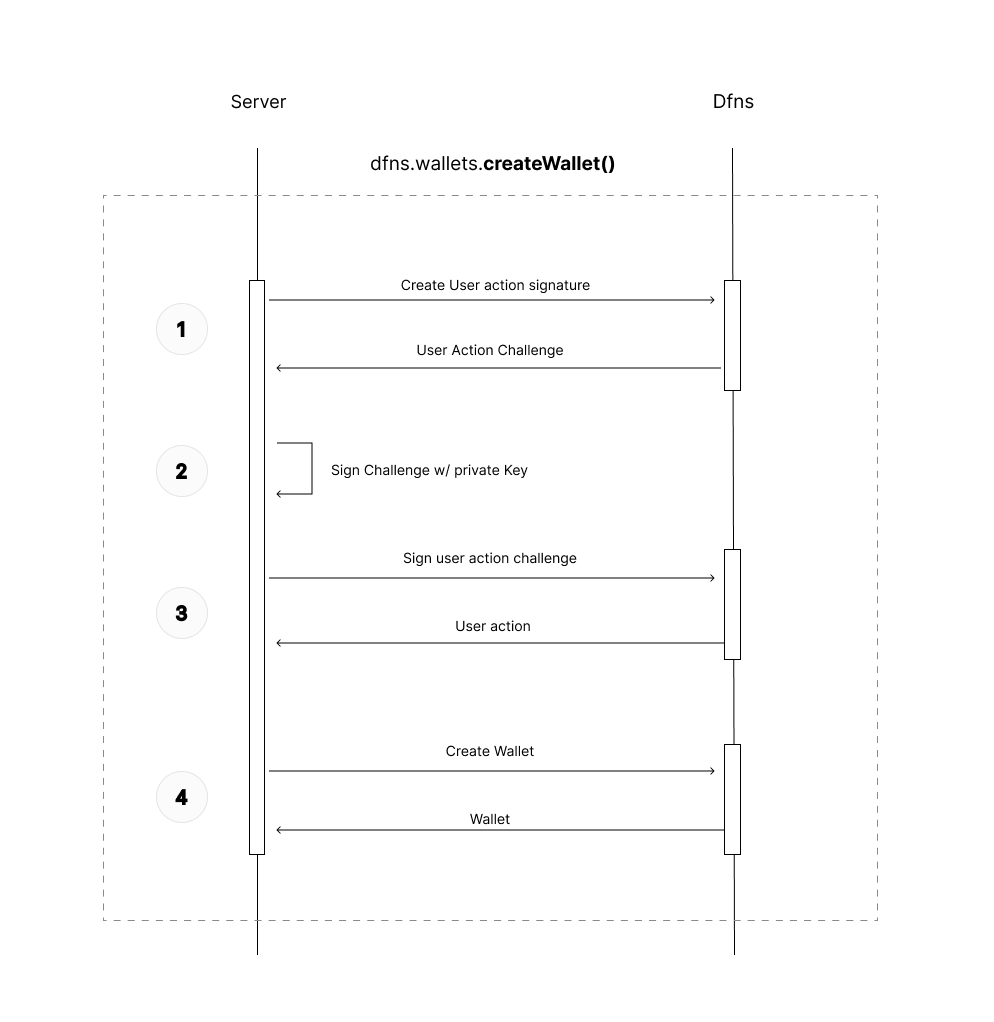 Server
Dfns
dfns.wallets.createWallet()
Create User action signature
1
User Action Challenge
2
Sign Challenge w/ private Key
Sign user action challenge
3
User action
Create Wallet
4
Wallet